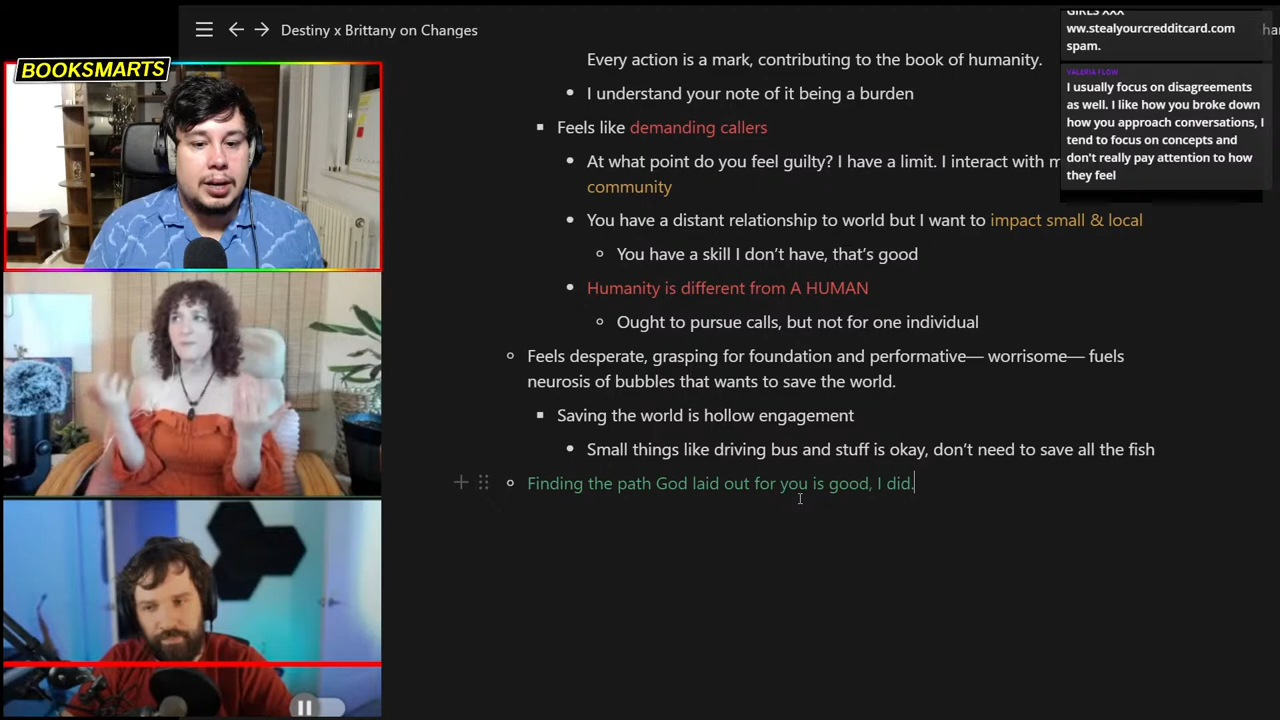 Destiny x Brittany on Changes
BOOKSMARTS
Every action is a mark, contributing to the book of humanity.
I understand your note of it being a burden
Feels like demanding callers
At what point do you feel guilty? I have a limit. I interact with
community
You have a distant relationship to world but I want to impact small & local
You have a skill I don’t have, that’s good
Humanity is different from A HUMAN
Ought to pursue calls, but not for one individual
Feels desperate, grasping for foundation and performative— worrisome— fuels
neurosis of bubbles that wants to save the world.
Saving the world is hollow engagement
Small things like driving bus and stuff is okay, don’t need to save all the fish
Finding the path God laid out for you is good, I did.
GIRLS XXX
ww.stealyourcredditcard.com
spam.
VALERIA FLOW
I usually focus on disagreements
as well. I like how you broke down
how you approach conversations, I
tend to focus on concepts and
don't really pay attention to how
they feel